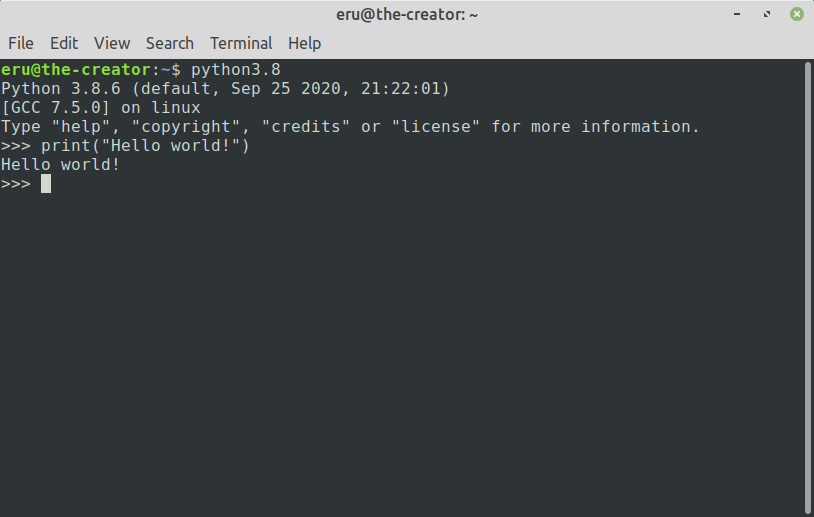 eru@the-creator: ~
File Edit View Search Terminal Help
eru@the-creator:~$ python3.8
Python 3.8.6 (default, Sep 25 2020, 21:22:01)
[GCC 7.5.0] on linux
Type "help", "copyright", "credits" or "license" for more information.
>>> print("Hello world!")
Hello world!
>>>